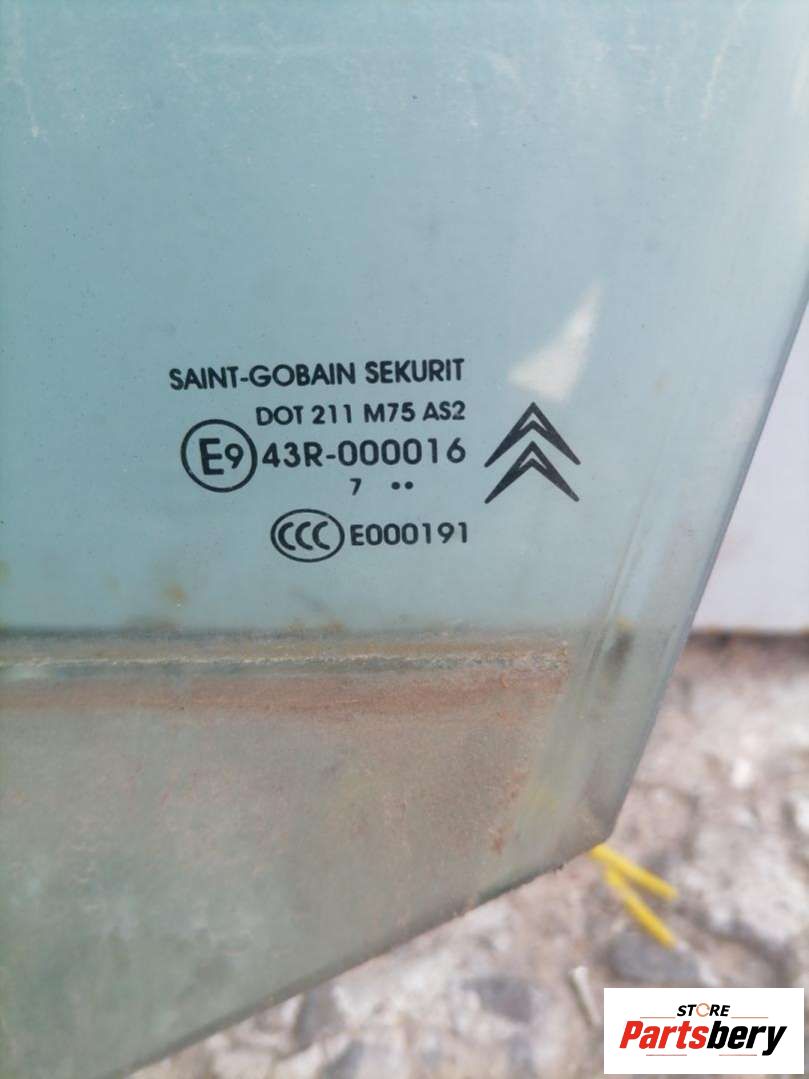 SAINT-GOBAIN SEKURIT
DOT 211 M75 AS2
E9 43R-000016
7 ••
CCC E000191
STORE
Partsbery